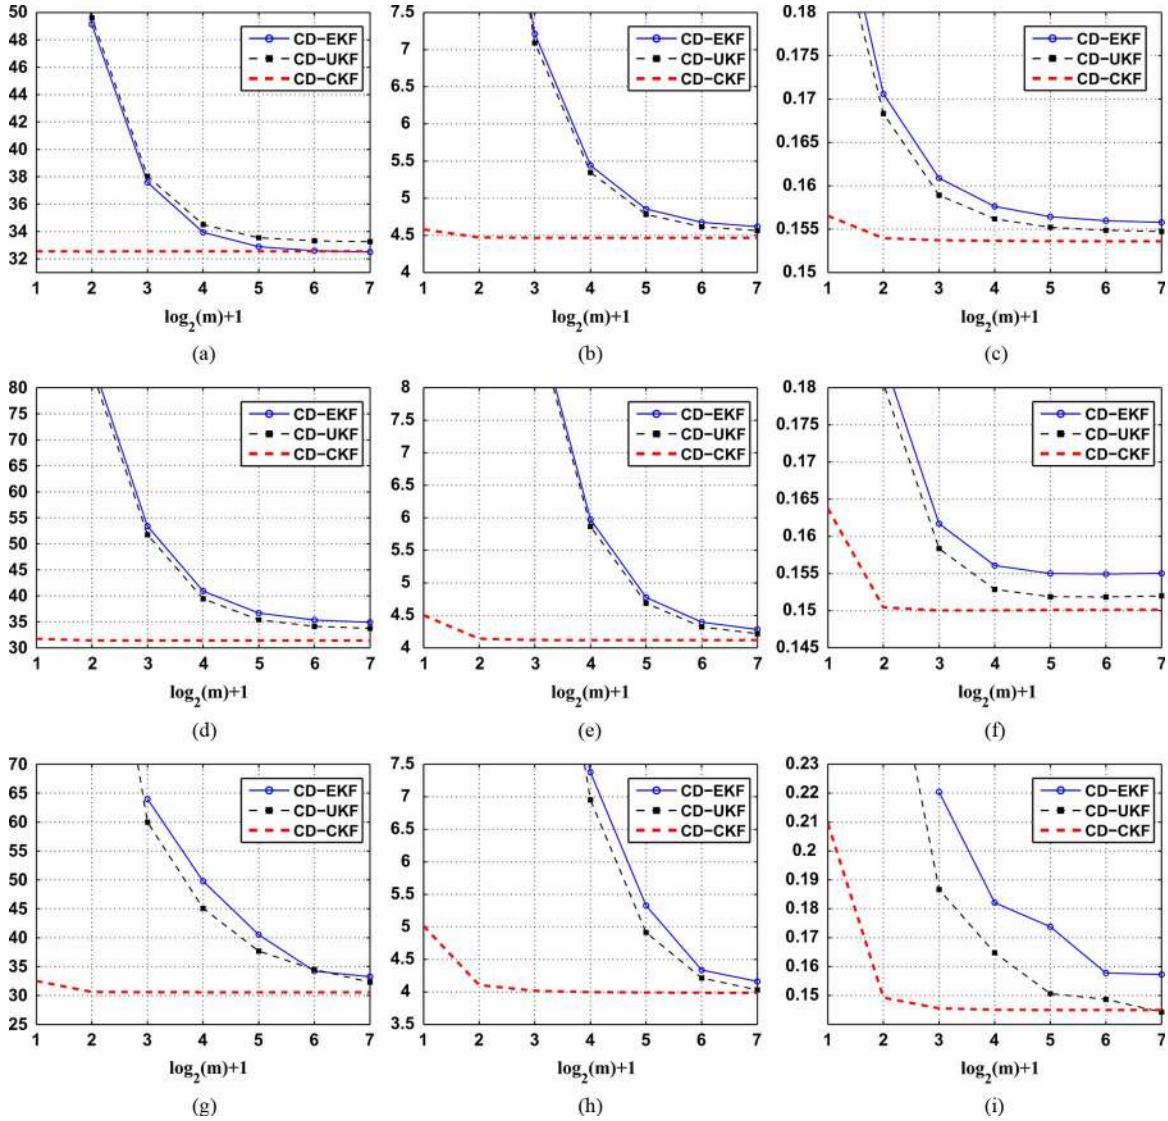 50
48
46
44
42
40
38
36
34
32
1 2 3 4 5 6 7
CD-EKF
CD-UKF
CD-CKF
log2(m)+1
(a)
7.5
7
6.5
6
5.5
5
4.5
4
1 2 3 4 5 6 7
CD-EKF
CD-UKF
CD-CKF
log2(m)+1
(b)
0.18
0.175
0.17
0.165
0.16
0.155
0.15
1 2 3 4 5 6 7
CD-EKF
CD-UKF
CD-CKF
log2(m)+1
(c)
80
75
70
65
60
55
50
45
40
35
30
1 2 3 4 5 6 7
CD-EKF
CD-UKF
CD-CKF
log2(m)+1
(d)
8
7.5
7
6.5
6
5.5
5
4.5
4
1 2 3 4 5 6 7
CD-EKF
CD-UKF
CD-CKF
log2(m)+1
(e)
0.18
0.175
0.17
0.165
0.16
0.155
0.15
0.145
1 2 3 4 5 6 7
CD-EKF
CD-UKF
CD-CKF
log2(m)+1
(f)
70
65
60
55
50
45
40
35
30
25
1 2 3 4 5 6 7
CD-EKF
CD-UKF
CD-CKF
log2(m)+1
(g)
7.5
7
6.5
6
5.5
5
4.5
4
3.5
1 2 3 4 5 6 7
CD-EKF
CD-UKF
CD-CKF
log2(m)+1
(h)
0.23
0.22
0.21
0.2
0.19
0.18
0.17
0.16
0.15
1 2 3 4 5 6 7
CD-EKF
CD-UKF
CD-CKF
log2(m)+1
(i)